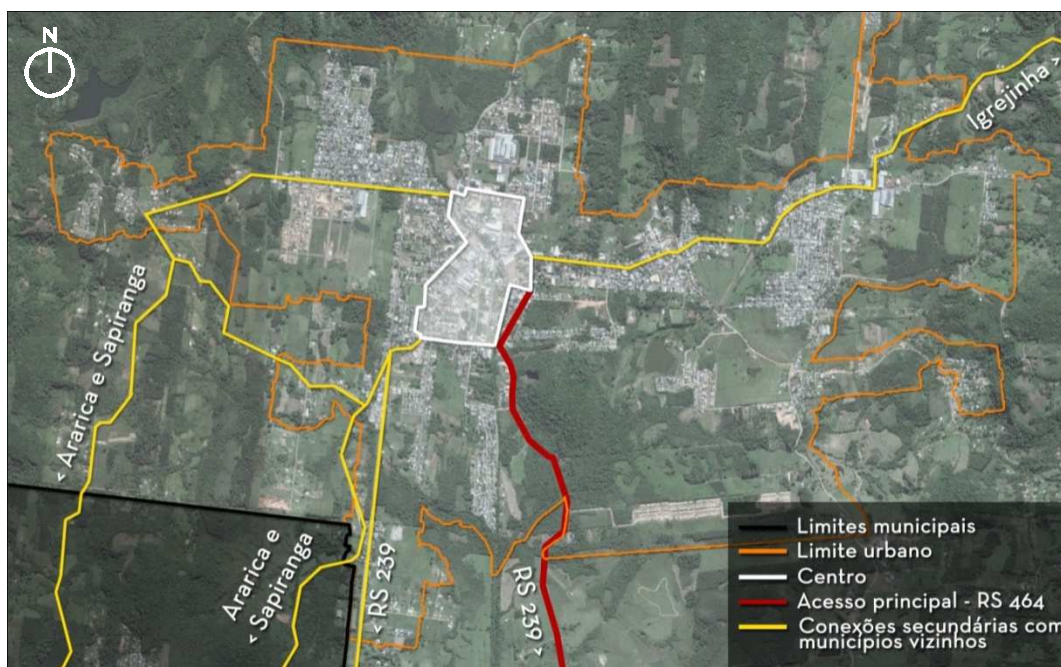 N
Igrejinha >
< Ararica e Sapiranga
Ararica e
< Sapiranga
< RS 239
RS 239 >
Limites municipais
Limite urbano
Centro
Acesso principal - RS 464
Conexões secundárias com
municípios vizinhos